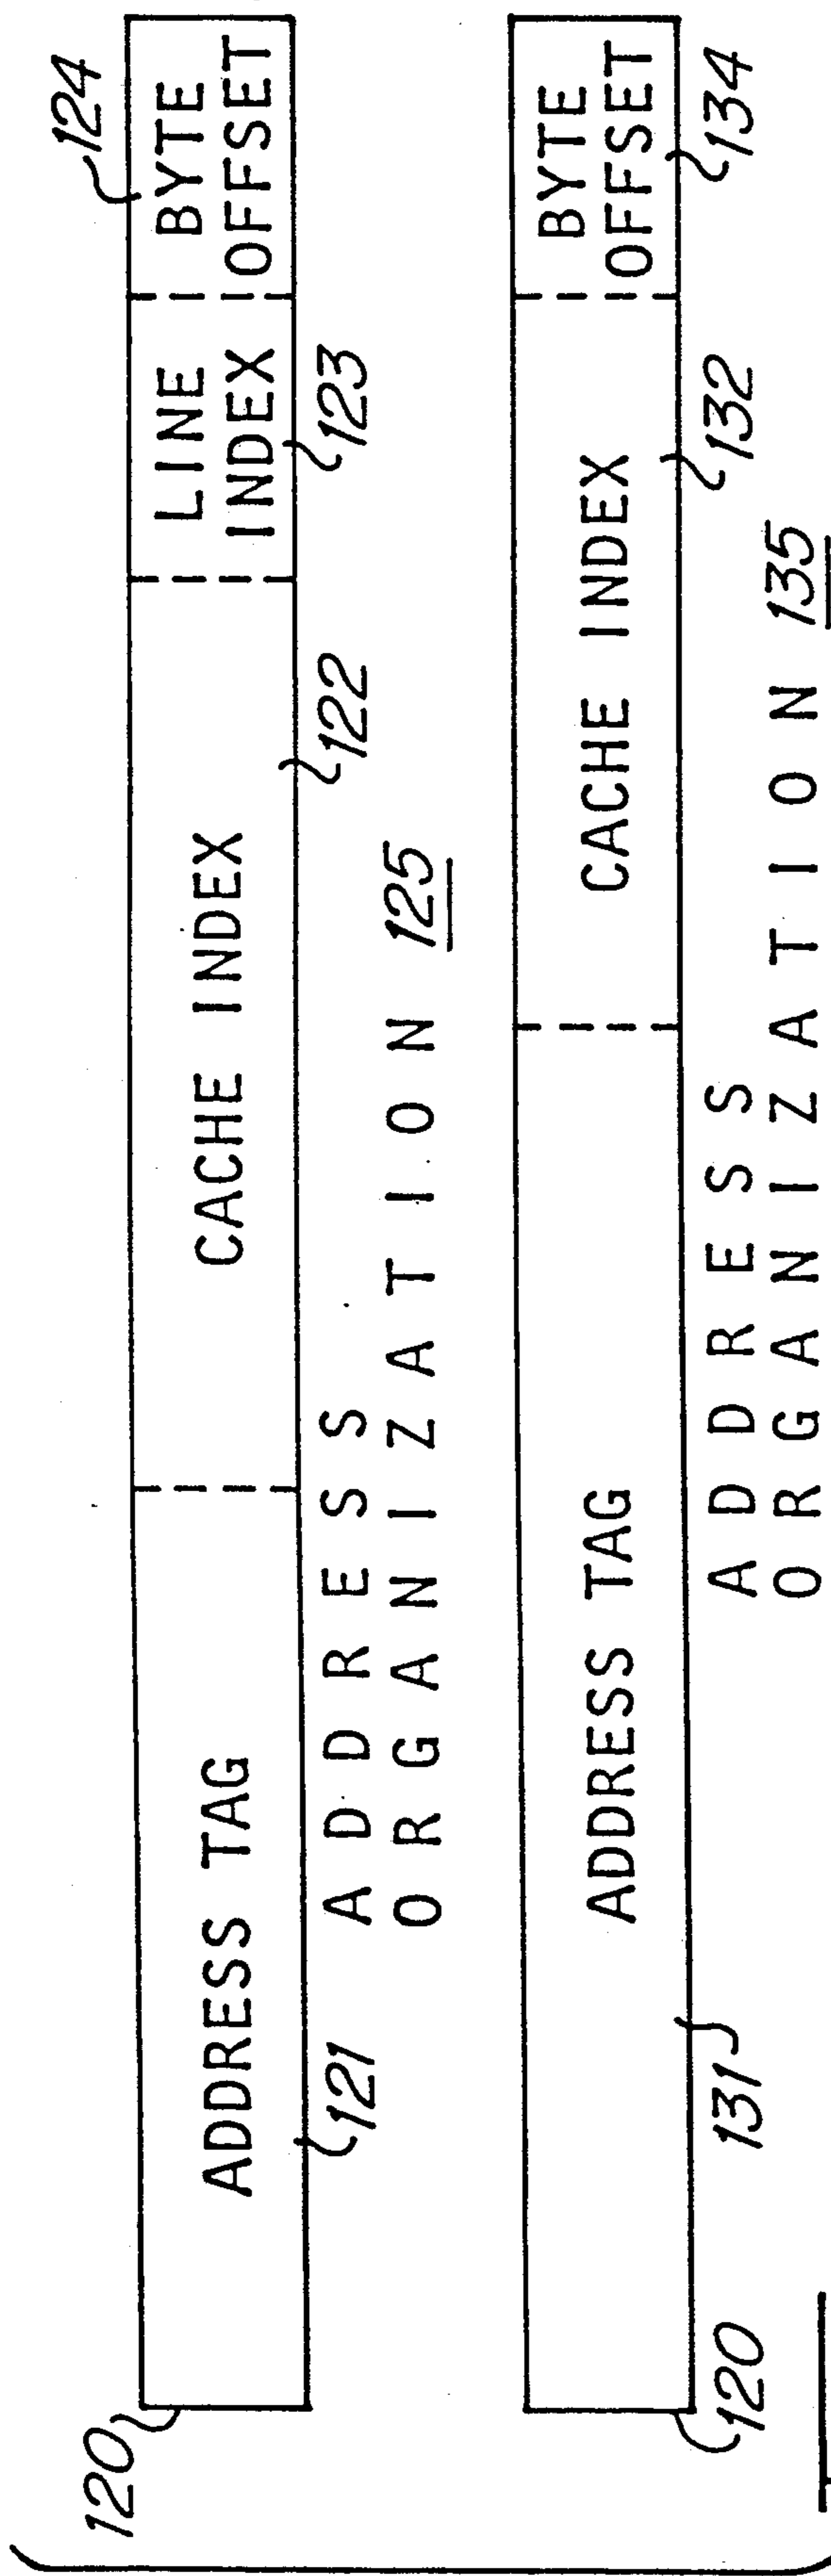 124
120
ADDRESS TAG
CACHE INDEX
LINE
INDEX
BYTE
OFFSET
121
122
123
ADDRESS
ORGANIZATION 125
ADDRESS TAG
CACHE INDEX
BYTE
OFFSET
120
131
132
134
ADDRESS
ORGANIZATION 135